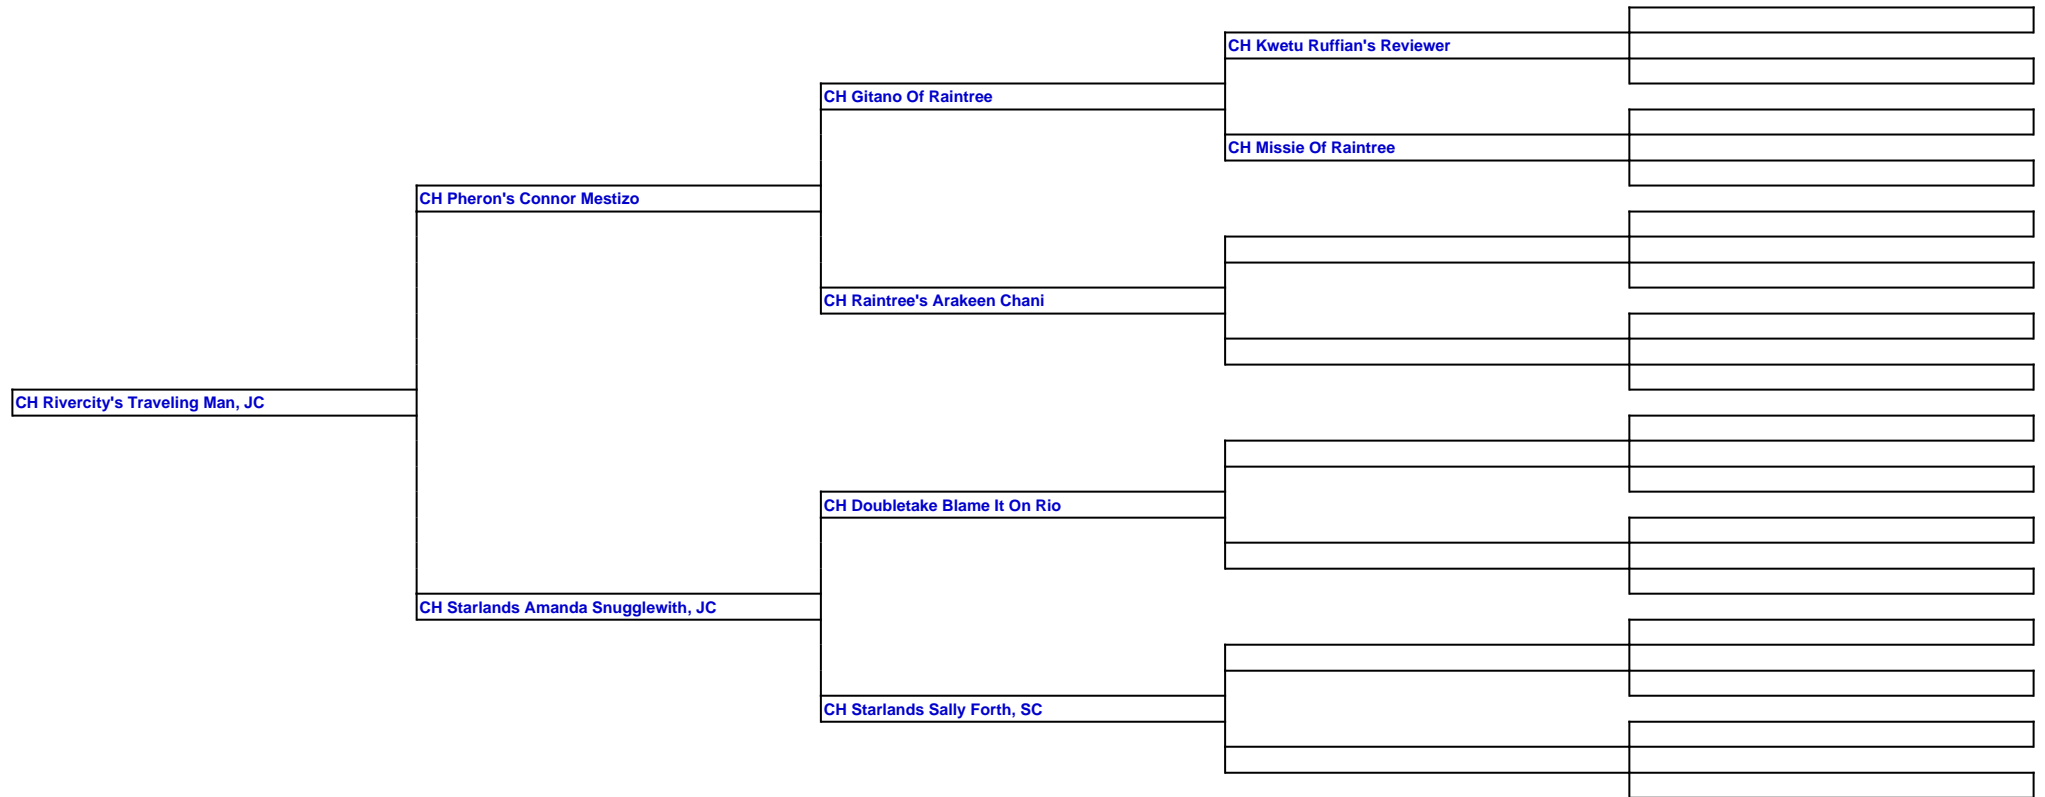 CH Kwetu Ruffian's Reviewer
CH Gitano Of Raintree
CH Missie Of Raintree
CH Pheron's Connor Mestizo
CH Raintree's Arakeen Chani
CH Rivercity's Traveling Man, JC
CH Doubletake Blame It On Rio
CH Starlands Amanda Snugglewith, JC
CH Starlands Sally Forth, SC